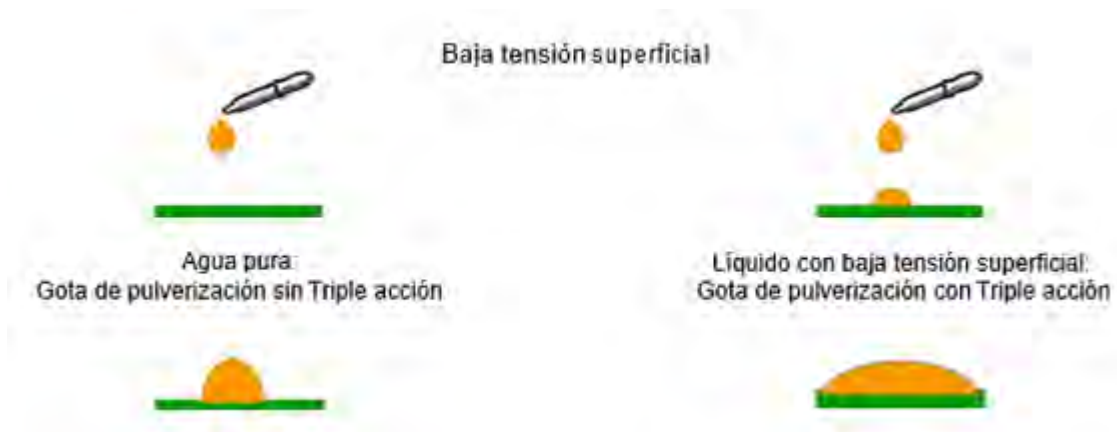 Baja tensión superficial
Agua pura:
Gota de pulverización sin Triple acción
Líquido con baja tensión superficial:
Gota de pulverización con Triple acción